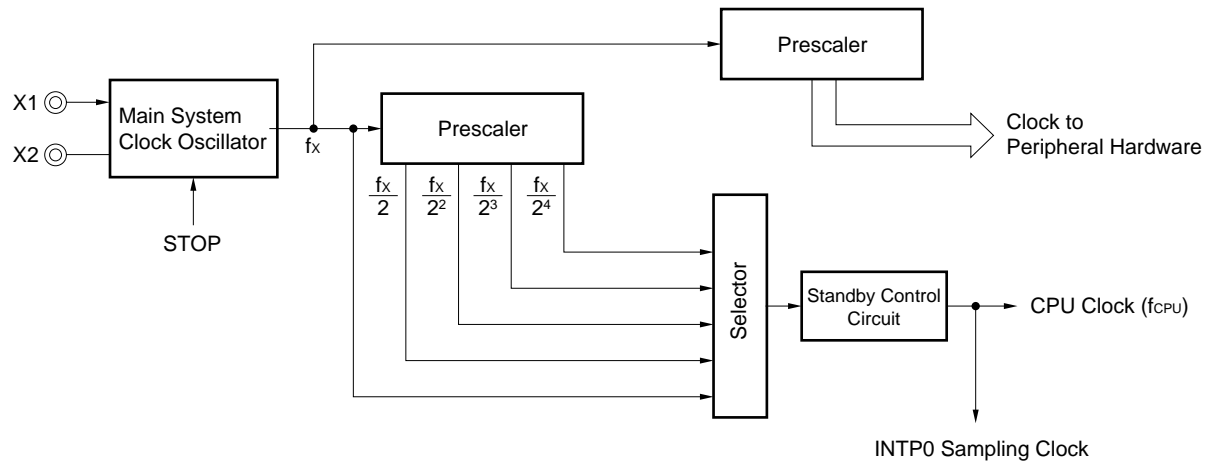 Prescaler
X1
X2
Main System
Clock Oscillator
fX
Prescaler
Clock to
Peripheral Hardware
fX/2
fX/2²
fX/2³
fX/2⁴
STOP
Selector
Standby Control
Circuit
CPU Clock (fCPU)
INTP0 Sampling Clock